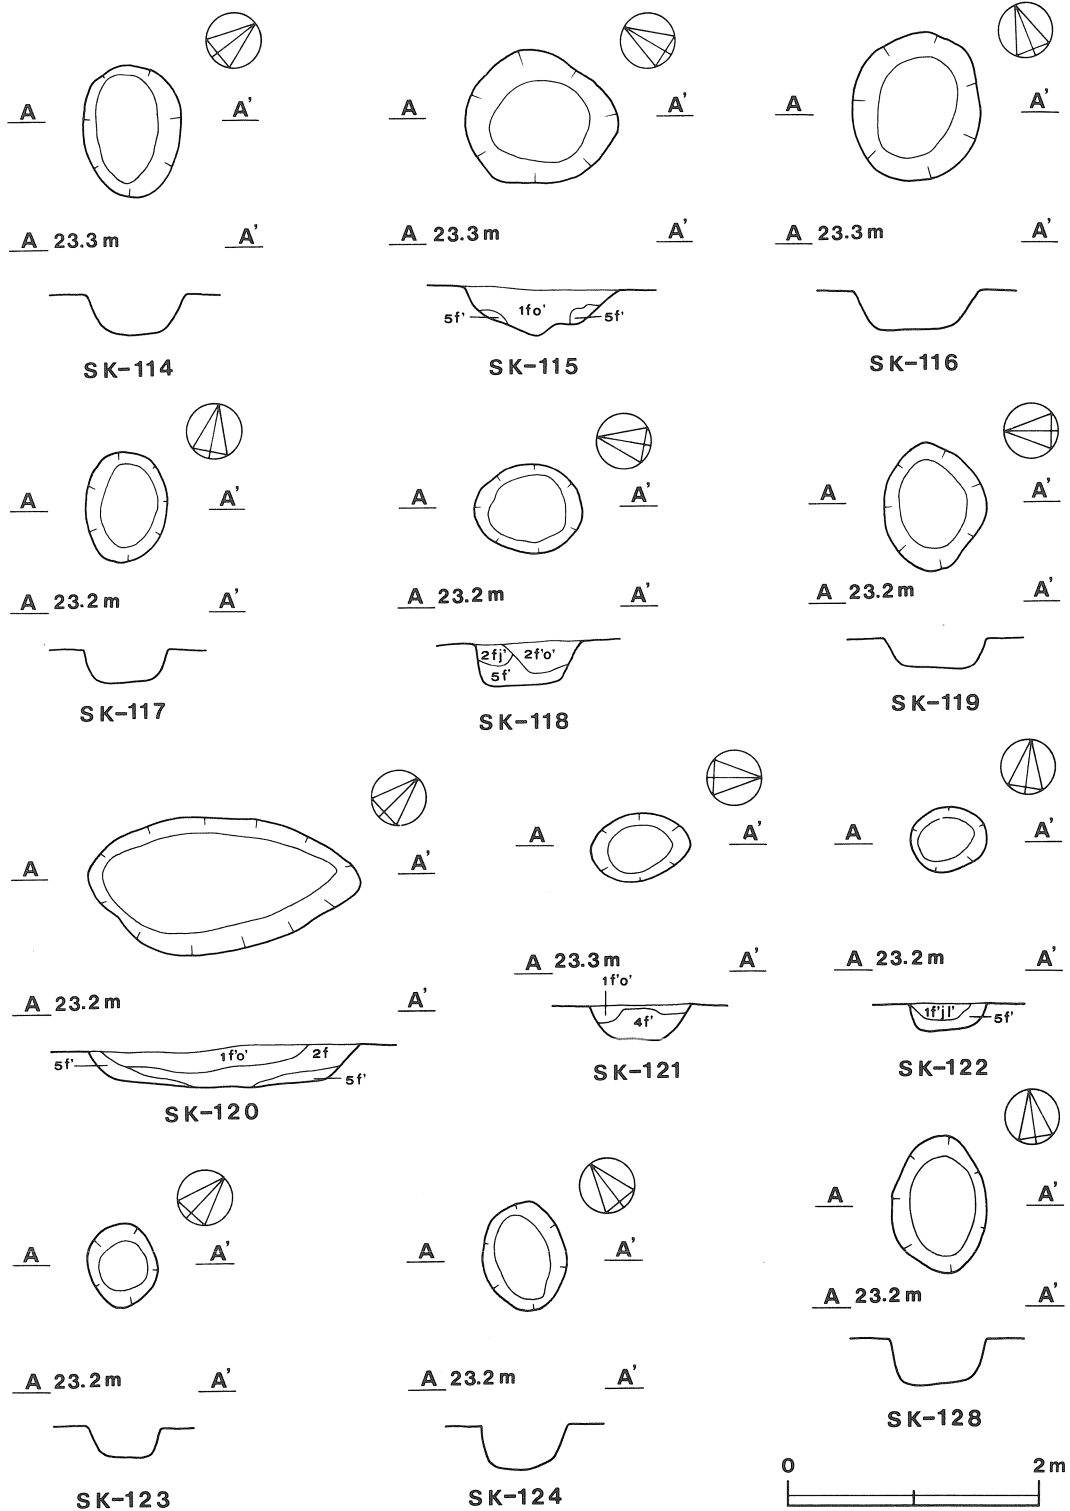 A A'
A 23.3m A'
SK-114
A A'
A 23.3m A'
1fo'
5f' 5f'
SK-115
A A'
A 23.3m A'
SK-116
A A'
A 23.2m A'
SK-117
A A'
A 23.2m A'
2fj' 2f'o'
5f'
SK-118
A A'
A 23.2m A'
SK-119
A A'
A 23.2m A'
1f'o' 2f
5f' 5f'
SK-120
A A'
A 23.3m A'
1f'o'
4f'
SK-121
A A'
A 23.2m A'
1f'jl'
5f'
SK-122
A A'
A 23.2m A'
SK-123
A A'
A 23.2m A'
SK-124
A A'
A 23.2m A'
SK-128
0 2m